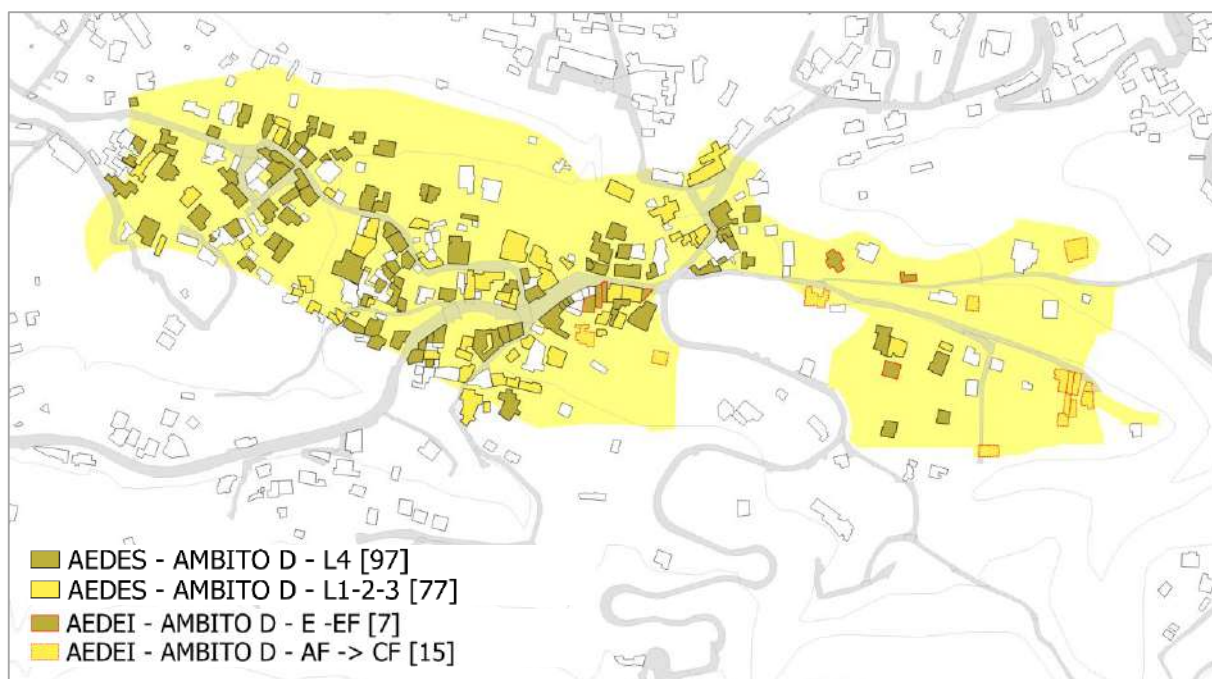 AEDES - AMBITO D - L4 [97]
AEDES - AMBITO D - L1-2-3 [77]
AEDEI - AMBITO D - E -EF [7]
AEDEI - AMBITO D - AF -> CF [15]